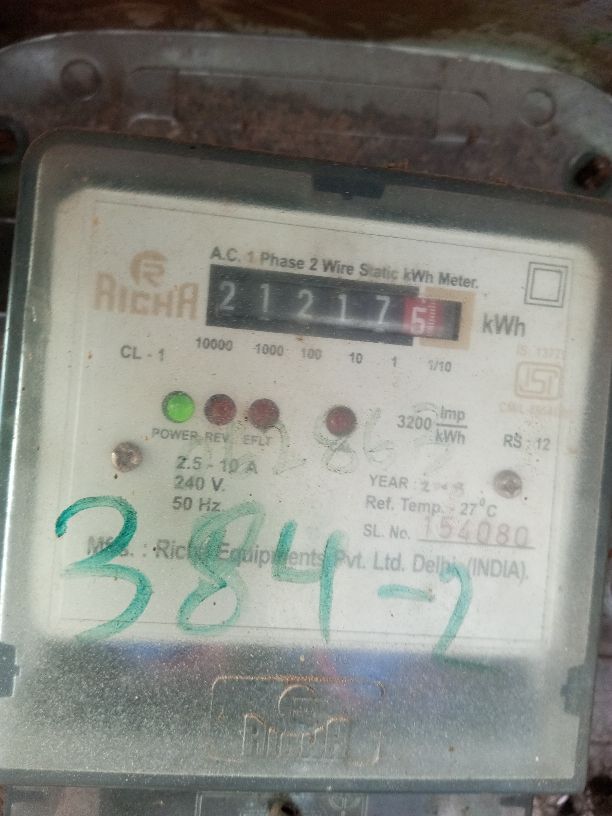 A.C. 1 Phase 2 Wire Static kWh Meter.
RICHA
2 1 2 1 7 5
kWh
CL - 1
10000 1000 100 10 1 1/10
POWER REV. EFLT
3200 Imp/kWh
RS : 12
2.5 - 10 A
240 V.
50 Hz.
YEAR :
Ref. Temp. - 27°C
SL. No. 154080
Mfg. : Richa Equipments Pvt. Ltd. Delhi, (INDIA).
384-2
RICHA